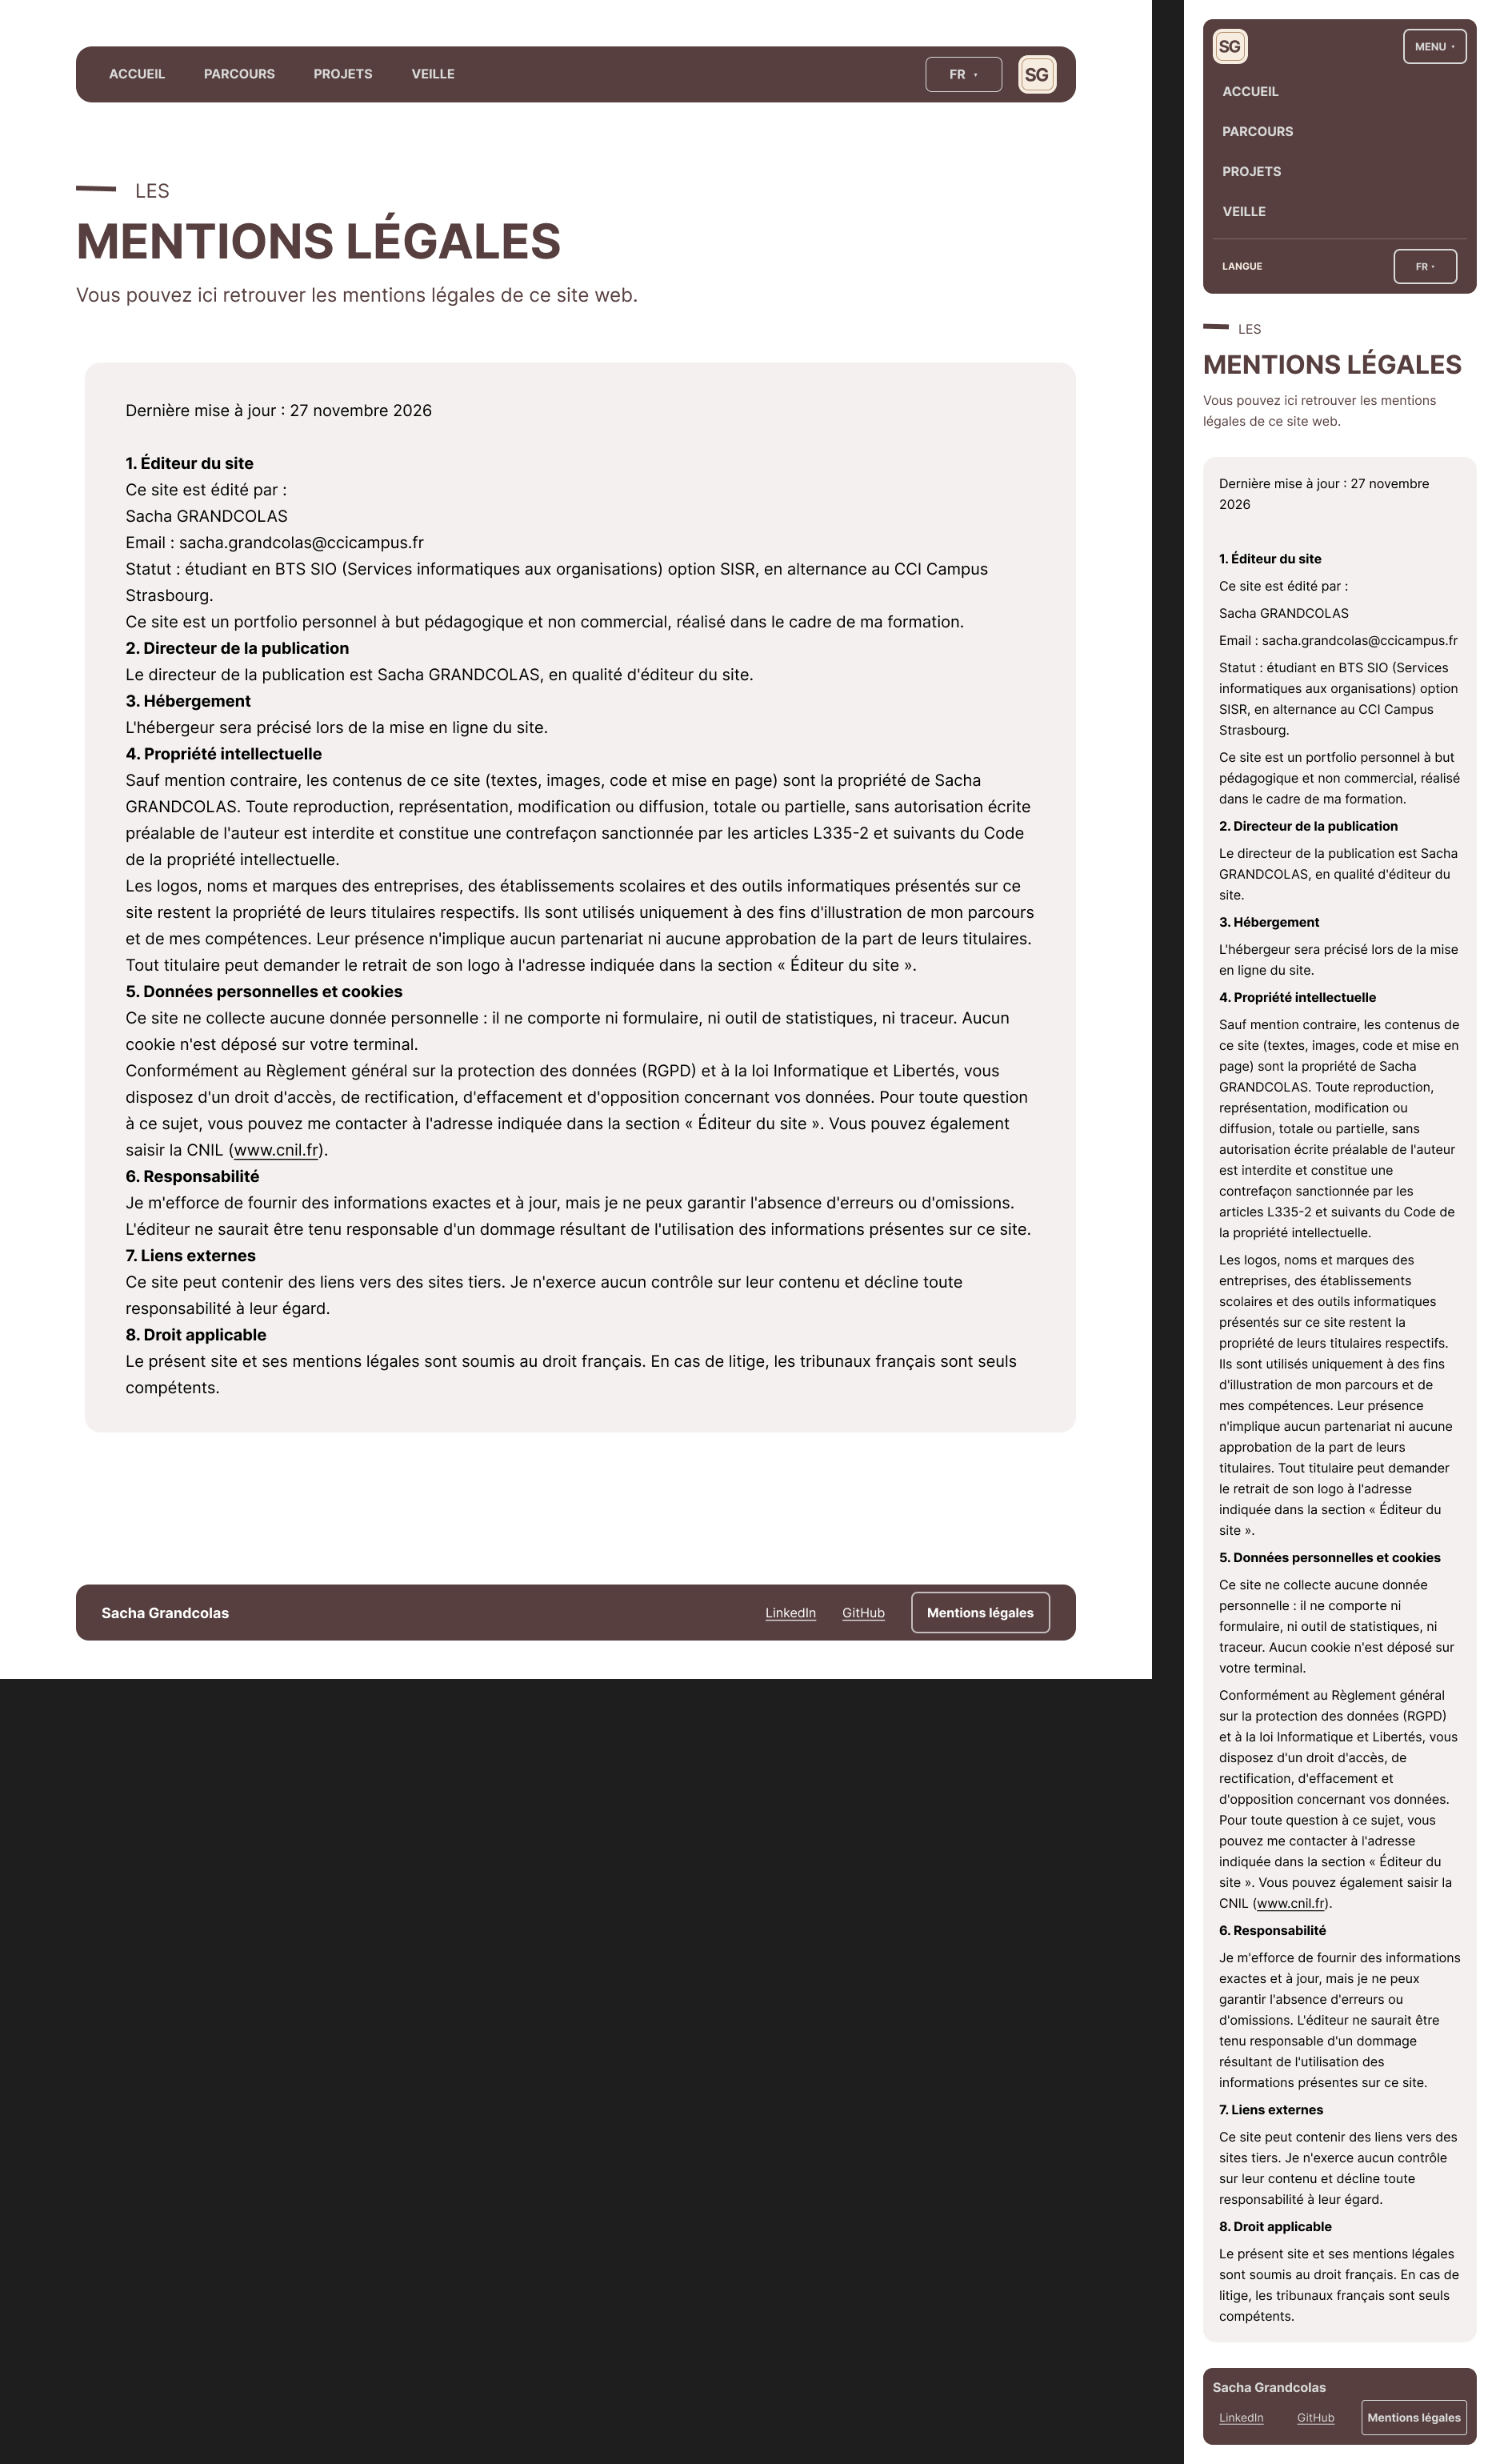 ACCUEIL PARCOURS PROJETS VEILLE FR SG
LES
MENTIONS LÉGALES
Vous pouvez ici retrouver les mentions légales de ce site web.
Dernière mise à jour : 27 novembre 2026
1. Éditeur du site
Ce site est édité par :
Sacha GRANDCOLAS
Email : sacha.grandcolas@ccicampus.fr
Statut : étudiant en BTS SIO (Services informatiques aux organisations) option SISR, en alternance au CCI Campus
Strasbourg.
Ce site est un portfolio personnel à but pédagogique et non commercial, réalisé dans le cadre de ma formation.
2. Directeur de la publication
Le directeur de la publication est Sacha GRANDCOLAS, en qualité d'éditeur du site.
3. Hébergement
L'hébergeur sera précisé lors de la mise en ligne du site.
4. Propriété intellectuelle
Sauf mention contraire, les contenus de ce site (textes, images, code et mise en page) sont la propriété de Sacha
GRANDCOLAS. Toute reproduction, représentation, modification ou diffusion, totale ou partielle, sans autorisation écrite
préalable de l'auteur est interdite et constitue une contrefaçon sanctionnée par les articles L335-2 et suivants du Code
de la propriété intellectuelle.
Les logos, noms et marques des entreprises, des établissements scolaires et des outils informatiques présentés sur ce
site restent la propriété de leurs titulaires respectifs. Ils sont utilisés uniquement à des fins d'illustration de mon parcours
et de mes compétences. Leur présence n'implique aucun partenariat ni aucune approbation de la part de leurs titulaires.
Tout titulaire peut demander le retrait de son logo à l'adresse indiquée dans la section « Éditeur du site ».
5. Données personnelles et cookies
Ce site ne collecte aucune donnée personnelle : il ne comporte ni formulaire, ni outil de statistiques, ni traceur. Aucun
cookie n'est déposé sur votre terminal.
Conformément au Règlement général sur la protection des données (RGPD) et à la loi Informatique et Libertés, vous
disposez d'un droit d'accès, de rectification, d'effacement et d'opposition concernant vos données. Pour toute question
à ce sujet, vous pouvez me contacter à l'adresse indiquée dans la section « Éditeur du site ». Vous pouvez également
saisir la CNIL (www.cnil.fr).
6. Responsabilité
Je m'efforce de fournir des informations exactes et à jour, mais je ne peux garantir l'absence d'erreurs ou d'omissions.
L'éditeur ne saurait être tenu responsable d'un dommage résultant de l'utilisation des informations présentes sur ce site.
7. Liens externes
Ce site peut contenir des liens vers des sites tiers. Je n'exerce aucun contrôle sur leur contenu et décline toute
responsabilité à leur égard.
8. Droit applicable
Le présent site et ses mentions légales sont soumis au droit français. En cas de litige, les tribunaux français sont seuls
compétents.
Sacha Grandcolas LinkedIn GitHub Mentions légales
SG MENU
ACCUEIL
PARCOURS
PROJETS
VEILLE
LANGUE FR
LES
MENTIONS LÉGALES
Vous pouvez ici retrouver les mentions
légales de ce site web.
Dernière mise à jour : 27 novembre
2026
1. Éditeur du site
Ce site est édité par :
Sacha GRANDCOLAS
Email : sacha.grandcolas@ccicampus.fr
Statut : étudiant en BTS SIO (Services
informatiques aux organisations) option
SISR, en alternance au CCI Campus
Strasbourg.
Ce site est un portfolio personnel à but
pédagogique et non commercial, réalisé
dans le cadre de ma formation.
2. Directeur de la publication
Le directeur de la publication est Sacha
GRANDCOLAS, en qualité d'éditeur du
site.
3. Hébergement
L'hébergeur sera précisé lors de la mise
en ligne du site.
4. Propriété intellectuelle
Sauf mention contraire, les contenus de
ce site (textes, images, code et mise en
page) sont la propriété de Sacha
GRANDCOLAS. Toute reproduction,
représentation, modification ou
diffusion, totale ou partielle, sans
autorisation écrite préalable de l'auteur
est interdite et constitue une
contrefaçon sanctionnée par les
articles L335-2 et suivants du Code de
la propriété intellectuelle.
Les logos, noms et marques des
entreprises, des établissements
scolaires et des outils informatiques
présentés sur ce site restent la
propriété de leurs titulaires respectifs.
Ils sont utilisés uniquement à des fins
d'illustration de mon parcours et de
mes compétences. Leur présence
n'implique aucun partenariat ni aucune
approbation de la part de leurs
titulaires. Tout titulaire peut demander
le retrait de son logo à l'adresse
indiquée dans la section « Éditeur du
site ».
5. Données personnelles et cookies
Ce site ne collecte aucune donnée
personnelle : il ne comporte ni
formulaire, ni outil de statistiques, ni
traceur. Aucun cookie n'est déposé sur
votre terminal.
Conformément au Règlement général
sur la protection des données (RGPD)
et à la loi Informatique et Libertés, vous
disposez d'un droit d'accès, de
rectification, d'effacement et
d'opposition concernant vos données.
Pour toute question à ce sujet, vous
pouvez me contacter à l'adresse
indiquée dans la section « Éditeur du
site ». Vous pouvez également saisir la
CNIL (www.cnil.fr).
6. Responsabilité
Je m'efforce de fournir des informations
exactes et à jour, mais je ne peux
garantir l'absence d'erreurs ou
d'omissions. L'éditeur ne saurait être
tenu responsable d'un dommage
résultant de l'utilisation des
informations présentes sur ce site.
7. Liens externes
Ce site peut contenir des liens vers des
sites tiers. Je n'exerce aucun contrôle
sur leur contenu et décline toute
responsabilité à leur égard.
8. Droit applicable
Le présent site et ses mentions légales
sont soumis au droit français. En cas de
litige, les tribunaux français sont seuls
compétents.
Sacha Grandcolas
LinkedIn GitHub Mentions légales